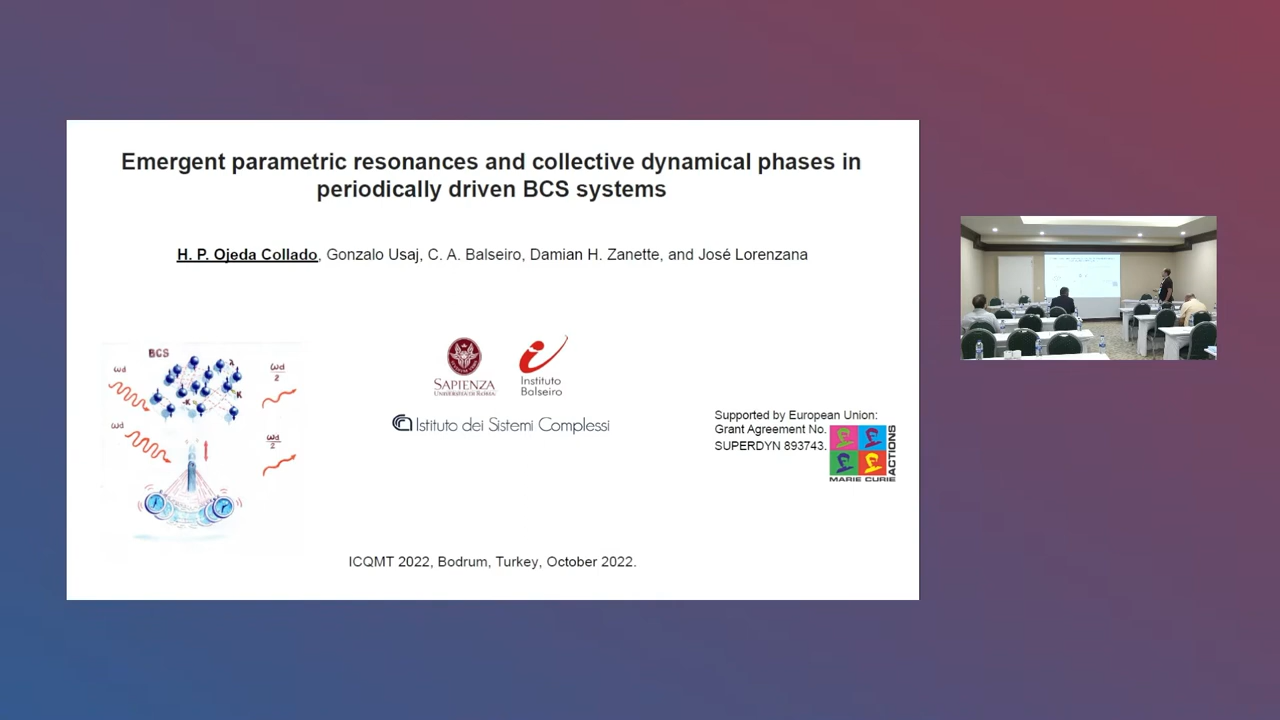 Emergent parametric resonances and collective dynamical phases in
periodically driven BCS systems
H. P. Ojeda Collado, Gonzalo Usaj, C. A. Balseiro, Damian H. Zanette, and José Lorenzana
BCS
λ
ωd
ωd/2
-K
K
ωd
ωd/2
SAPIENZA
UNIVERSITÀ DI ROMA
Instituto
Balseiro
Istituto dei Sistemi Complessi
Supported by European Union:
Grant Agreement No.
SUPERDYN 893743.
ACTIONS
MARIE CURIE
ICQMT 2022, Bodrum, Turkey, October 2022.